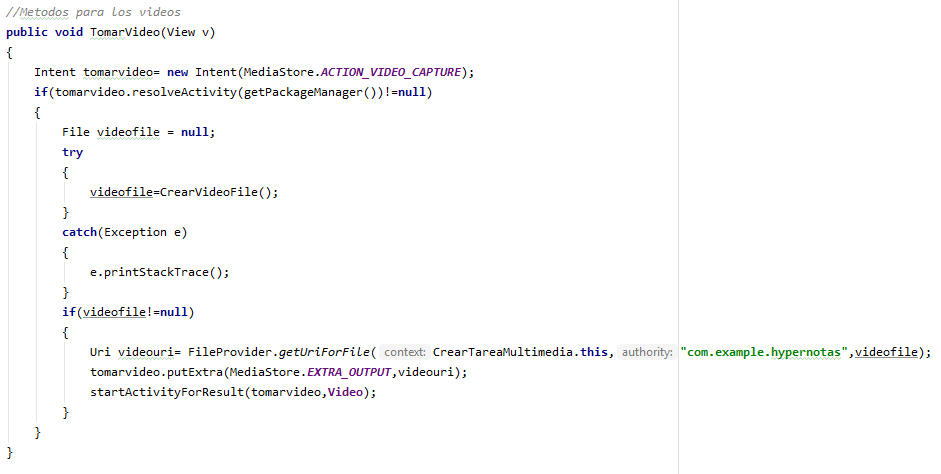 //Metodos para los videos
public void TomarVideo(View v)
{
    Intent tomarvideo= new Intent(MediaStore.ACTION_VIDEO_CAPTURE);
    if(tomarvideo.resolveActivity(getPackageManager())!=null)
    {
        File videofile = null;
        try
        {
            videofile=CrearVideoFile();
        }
        catch(Exception e)
        {
            e.printStackTrace();
        }
        if(videofile!=null)
        {
            Uri videouri= FileProvider.getUriForFile( context: CrearTareaMultimedia.this, authority: "com.example.hypernotas",videofile);
            tomarvideo.putExtra(MediaStore.EXTRA_OUTPUT,videouri);
            startActivityForResult(tomarvideo,Video);
        }
    }
}